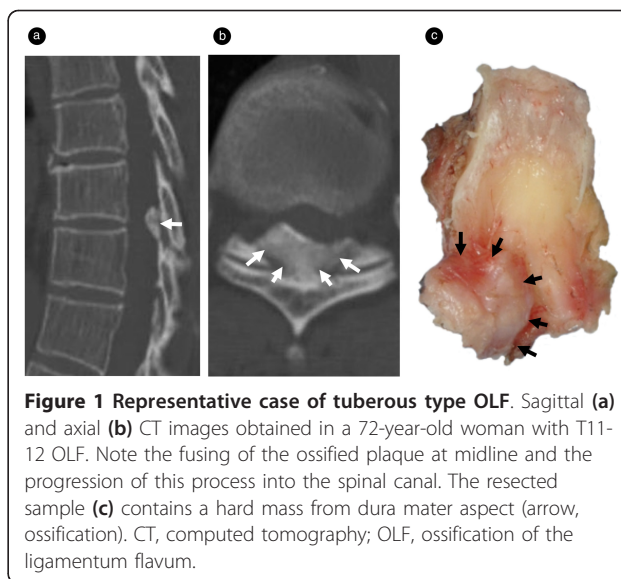 a b c
Figure 1 Representative case of tuberous type OLF. Sagittal (a)
and axial (b) CT images obtained in a 72-year-old woman with T11-
12 OLF. Note the fusing of the ossified plaque at midline and the
progression of this process into the spinal canal. The resected
sample (c) contains a hard mass from dura mater aspect (arrow,
ossification). CT, computed tomography; OLF, ossification of the
ligamentum flavum.